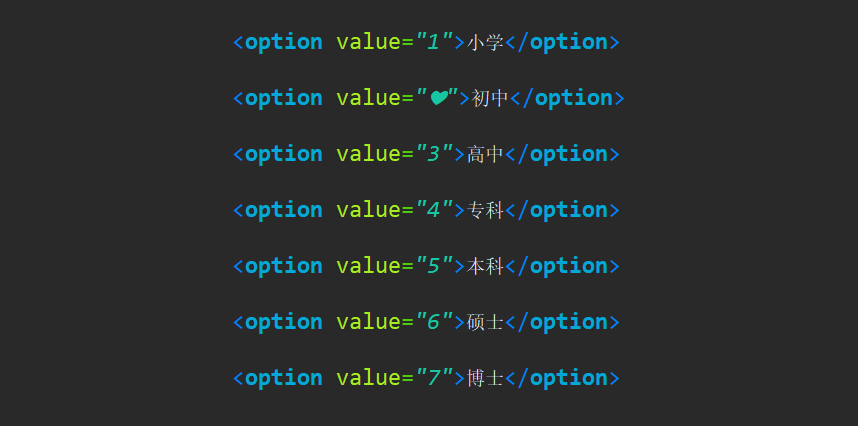 <option value="1">小学</option>
<option value="❤">初中</option>
<option value="3">高中</option>
<option value="4">专科</option>
<option value="5">本科</option>
<option value="6">硕士</option>
<option value="7">博士</option>